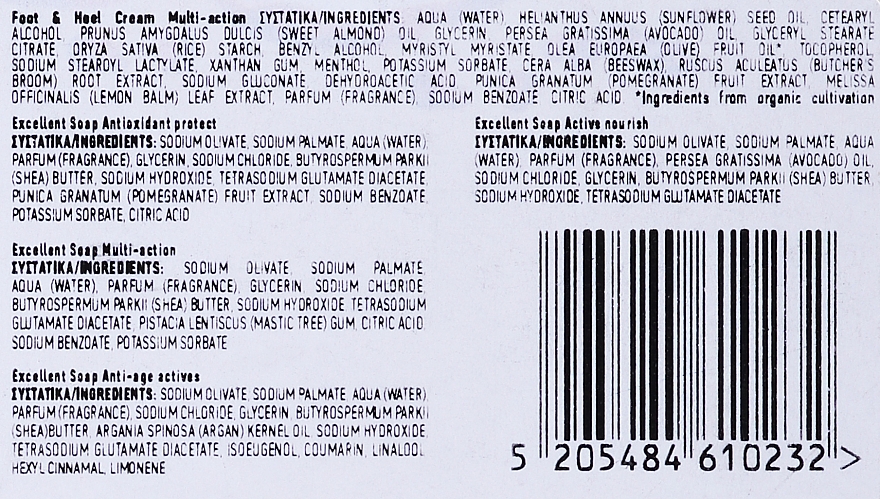 Foot & Heel Cream Multi-action ΣΥΣΤΑΤΙΚΑ/INGREDIENTS: AQUA (WATER), HELIANTHUS ANNUUS (SUNFLOWER) SEED OIL, CETEARYL
ALCOHOL, PRUNUS AMYGDALUS DULCIS (SWEET ALMOND) OIL, GLYCERIN, PERSEA GRATISSIMA (AVOCADO) OIL, GLYCERYL STEARATE
CITRATE, ORYZA SATIVA (RICE) STARCH, BENZYL ALCOHOL, MYRISTYL MYRISTATE, OLEA EUROPAEA (OLIVE) FRUIT OIL*, TOCOPHEROL,
SODIUM STEAROYL LACTYLATE, XANTHAN GUM, MENTHOL, POTASSIUM SORBATE, CERA ALBA (BEESWAX), RUSCUS ACULEATUS (BUTCHER'S
BROOM) ROOT EXTRACT, SODIUM GLUCONATE, DEHYDROACETIC ACID, PUNICA GRANATUM (POMEGRANATE) FRUIT EXTRACT, MELISSA
OFFICINALIS (LEMON BALM) LEAF EXTRACT, PARFUM (FRAGRANCE), SODIUM BENZOATE, CITRIC ACID *Ingredients from organic cultivation
Excellent Soap Antioxidant protect
ΣΥΣΤΑΤΙΚΑ/INGREDIENTS: SODIUM OLIVATE, SODIUM PALMATE, AQUA (WATER),
PARFUM (FRAGRANCE), GLYCERIN, SODIUM CHLORIDE, BUTYROSPERMUM PARKII
(SHEA) BUTTER, SODIUM HYDROXIDE, TETRASODIUM GLUTAMATE DIACETATE,
PUNICA GRANATUM (POMEGRANATE) FRUIT EXTRACT, SODIUM BENZOATE,
POTASSIUM SORBATE, CITRIC ACID
Excellent Soap Multi-action
ΣΥΣΤΑΤΙΚΑ/INGREDIENTS: SODIUM OLIVATE, SODIUM PALMATE,
AQUA (WATER), PARFUM (FRAGRANCE), GLYCERIN, SODIUM CHLORIDE,
BUTYROSPERMUM PARKII (SHEA) BUTTER, SODIUM HYDROXIDE, TETRASODIUM
GLUTAMATE DIACETATE, PISTACIA LENTISCUS (MASTIC TREE) GUM, CITRIC ACID,
SODIUM BENZOATE, POTASSIUM SORBATE
Excellent Soap Anti-age actives
ΣΥΣΤΑΤΙΚΑ/INGREDIENTS: SODIUM OLIVATE, SODIUM PALMATE, AQUA (WATER),
PARFUM (FRAGRANCE), SODIUM CHLORIDE, GLYCERIN, BUTYROSPERMUM PARKII
(SHEA)BUTTER, ARGANIA SPINOSA (ARGAN) KERNEL OIL, SODIUM HYDROXIDE,
TETRASODIUM GLUTAMATE DIACETATE, ISOEUGENOL, COUMARIN, LINALOOL,
HEXYL CINNAMAL, LIMONENE
Excellent Soap Active nourish
ΣΥΣΤΑΤΙΚΑ/INGREDIENTS: SODIUM OLIVATE, SODIUM PALMATE, AQUA
(WATER), PARFUM (FRAGRANCE), PERSEA GRATISSIMA (AVOCADO) OIL,
SODIUM CHLORIDE, GLYCERIN, BUTYROSPERMUM PARKII (SHEA) BUTTER,
SODIUM HYDROXIDE, TETRASODIUM GLUTAMATE DIACETATE
5 205484 610232 >